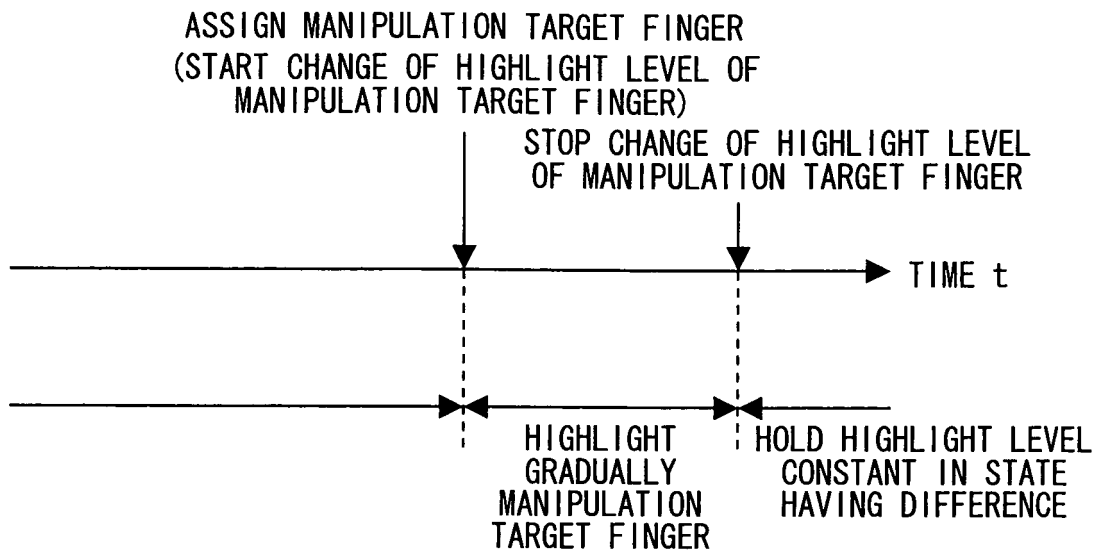 ASSIGN MANIPULATION TARGET FINGER
(START CHANGE OF HIGHLIGHT LEVEL OF
MANIPULATION TARGET FINGER)
STOP CHANGE OF HIGHLIGHT LEVEL
OF MANIPULATION TARGET FINGER
TIME t
HIGHLIGHT
GRADUALLY
MANIPULATION
TARGET FINGER
HOLD HIGHLIGHT LEVEL
CONSTANT IN STATE
HAVING DIFFERENCE